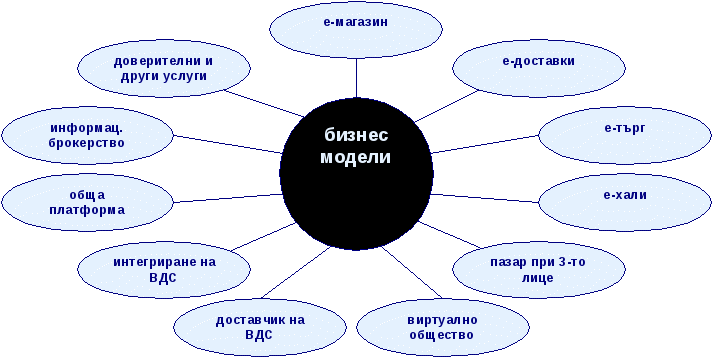 е-магазин
доверителни и
други услуги
е-доставки
информац.
брокерство
бизнес
модели
е-търг
обща
платформа
е-хали
интегриране на
ВДС
пазар при 3-то
лице
доставчик на
ВДС
виртуално
общество